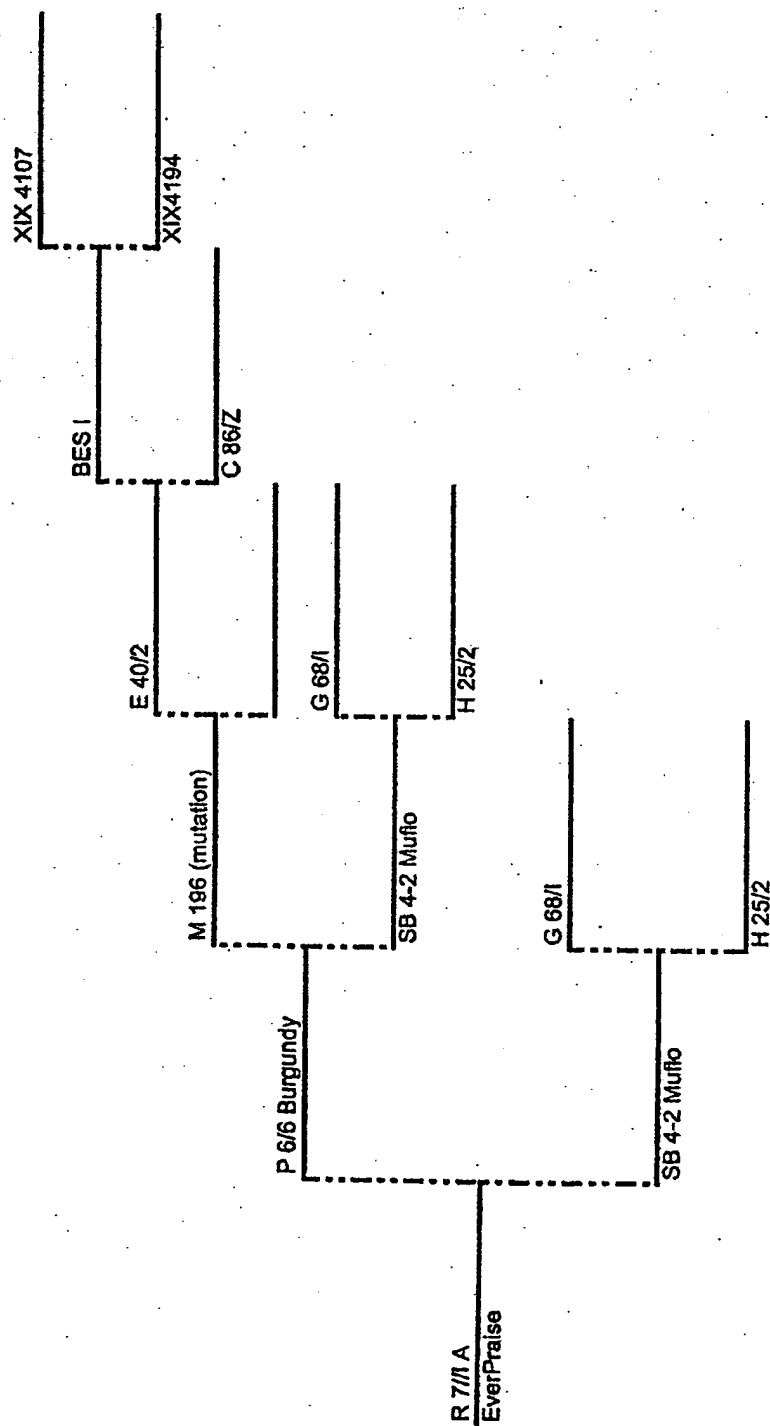 XIX 4107
XIX4194
BES I
C 86/Z
E 40/2
G 68/I
H 25/2
M 196 (mutation)
SB 4-2 Muflo
G 68/I
H 25/2
P 6/6 Burgundy
SB 4-2 Muflo
R 7//I A
EverPraise